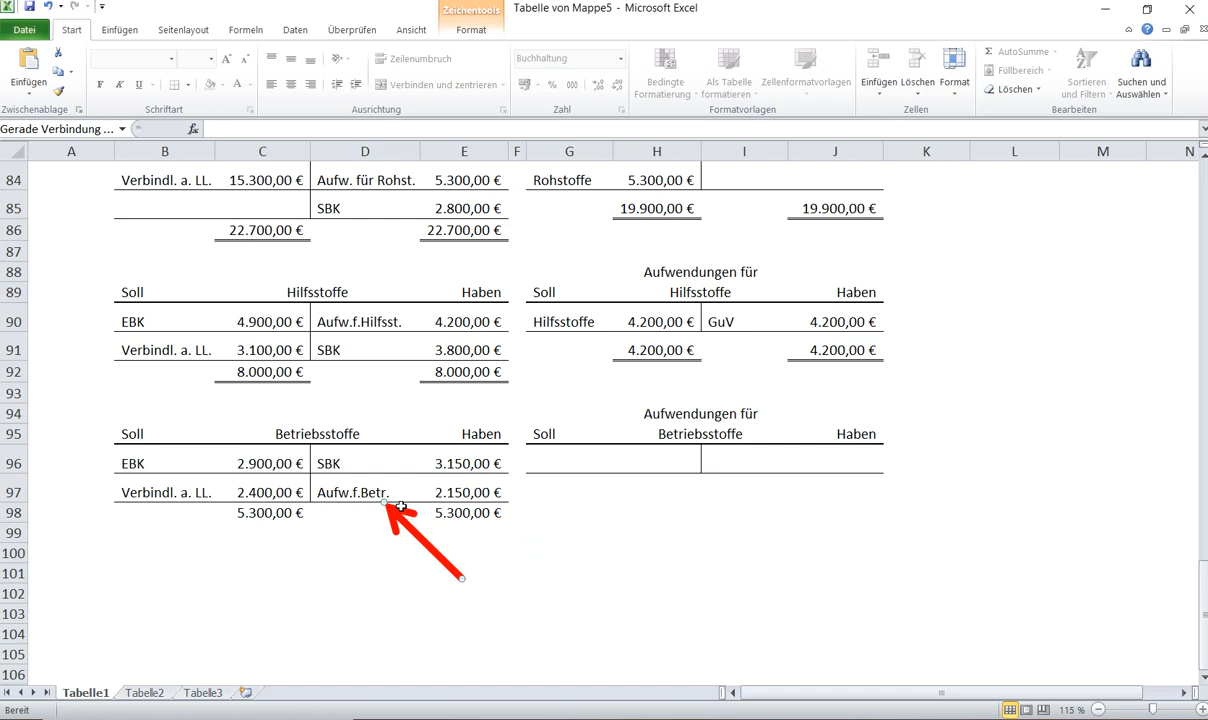 Zeichentools
Tabelle von Mappe5 - Microsoft Excel
Datei Start Einfügen Seitenlayout Formeln Daten Überprüfen Ansicht Format
Einfügen
Zwischenablage
F K U A A A
Schriftart
Zeilenumbruch
Verbinden und zentrieren
Ausrichtung
Buchhaltung
% 000
Zahl
Bedingte Formatierung
Als Tabelle formatieren
Zellenformatvorlagen
Formatvorlagen
Einfügen Löschen Format
Zellen
AutoSumme
Füllbereich
Löschen
Sortieren und Filtern
Suchen und Auswählen
Bearbeiten
Gerade Verbindung ... fx
A B C D E F G H I J K L M N
84 Verbindl. a. LL. 15.300,00 € Aufw. für Rohst. 5.300,00 € Rohstoffe 5.300,00 €
85 SBK 2.800,00 € 19.900,00 € 19.900,00 €
86 22.700,00 € 22.700,00 €
87
88 Aufwendungen für
89 Soll Hilfsstoffe Haben Soll Hilfsstoffe Haben
90 EBK 4.900,00 € Aufw.f.Hilfsst. 4.200,00 € Hilfsstoffe 4.200,00 € GuV 4.200,00 €
91 Verbindl. a. LL. 3.100,00 € SBK 3.800,00 € 4.200,00 € 4.200,00 €
92 8.000,00 € 8.000,00 €
93
94 Aufwendungen für
95 Soll Betriebsstoffe Haben Soll Betriebsstoffe Haben
96 EBK 2.900,00 € SBK 3.150,00 €
97 Verbindl. a. LL. 2.400,00 € Aufw.f.Betr. 2.150,00 €
98 5.300,00 € 5.300,00 €
99
100
101
102
103
104
105
106
Tabelle1 Tabelle2 Tabelle3
Bereit 115 %